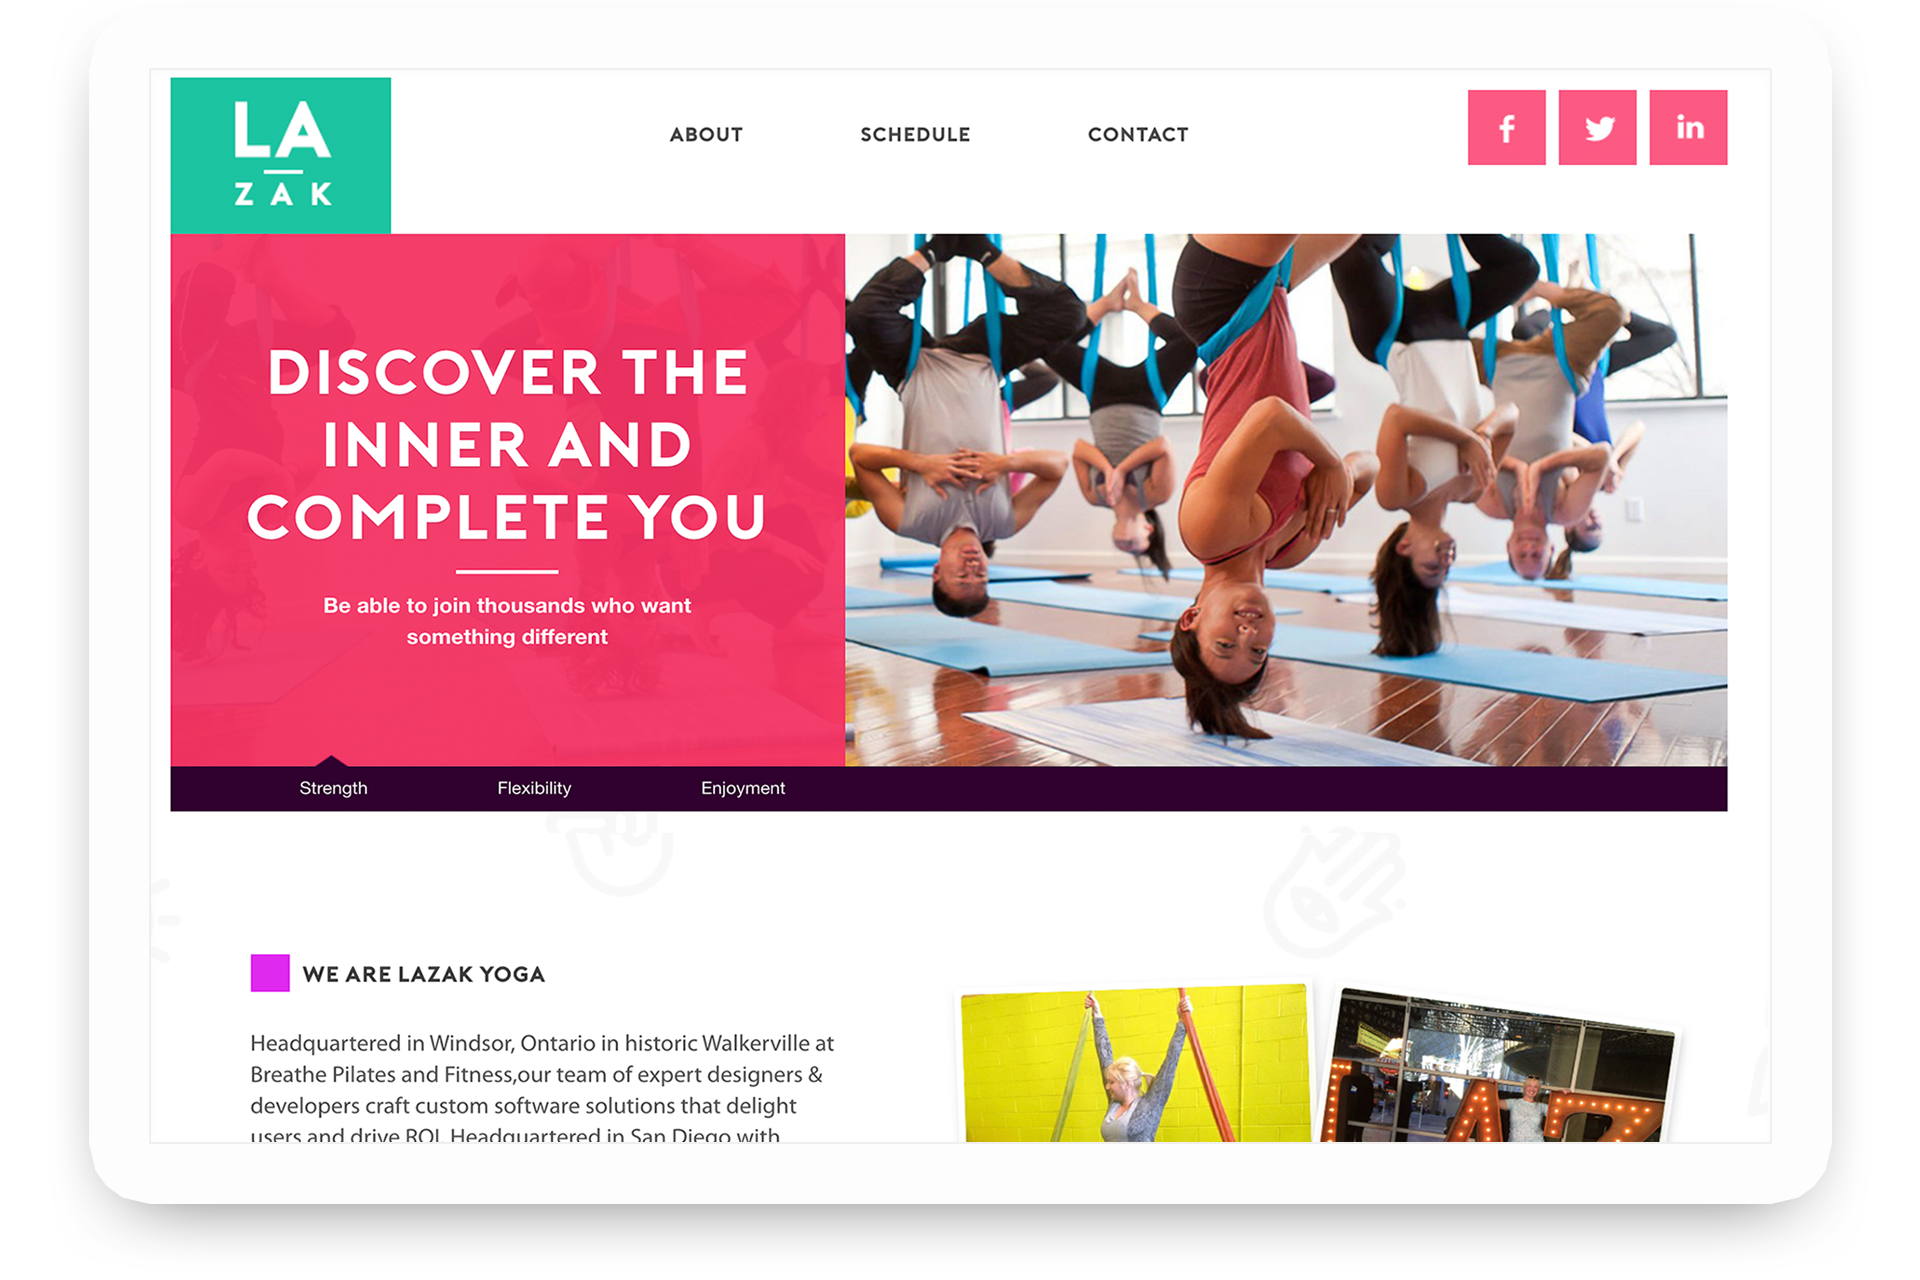 LA
ZAK
ABOUT
SCHEDULE
CONTACT
f
in
DISCOVER THE
INNER AND
COMPLETE YOU
Be able to join thousands who want
something different
Strength
Flexibility
Enjoyment
WE ARE LAZAK YOGA
Headquartered in Windsor, Ontario in historic Walkerville at
Breathe Pilates and Fitness,our team of expert designers &
developers craft custom software solutions that delight
users and drive ROI. Headquartered in San Diego with
LAZ